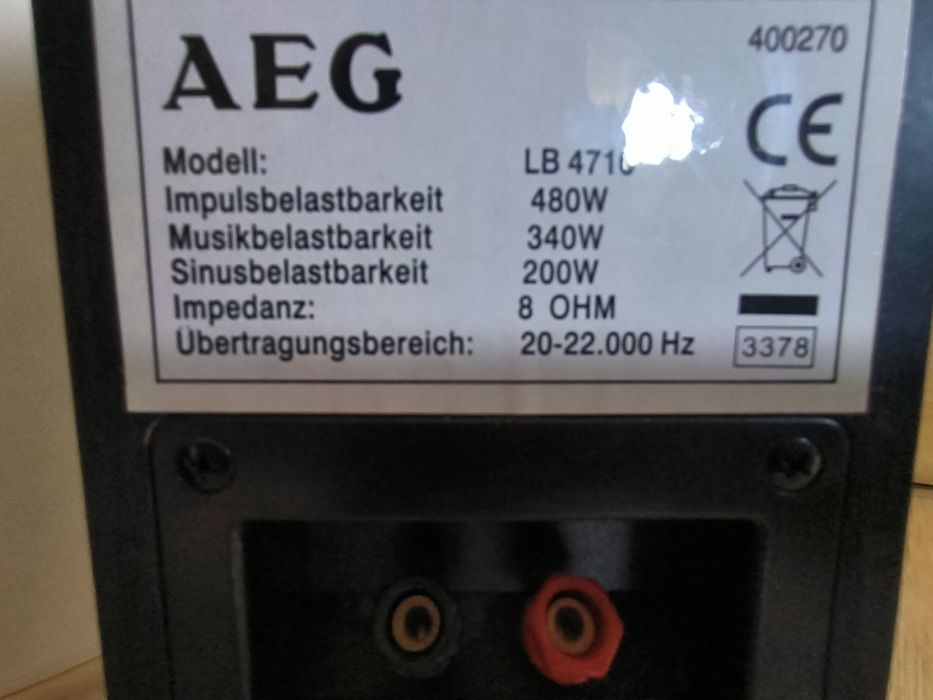 AEG
400270
CE
Modell: LB 4710
Impulsbelastbarkeit 480W
Musikbelastbarkeit 340W
Sinusbelastbarkeit 200W
Impedanz: 8 OHM
Übertragungsbereich: 20-22.000 Hz
3378